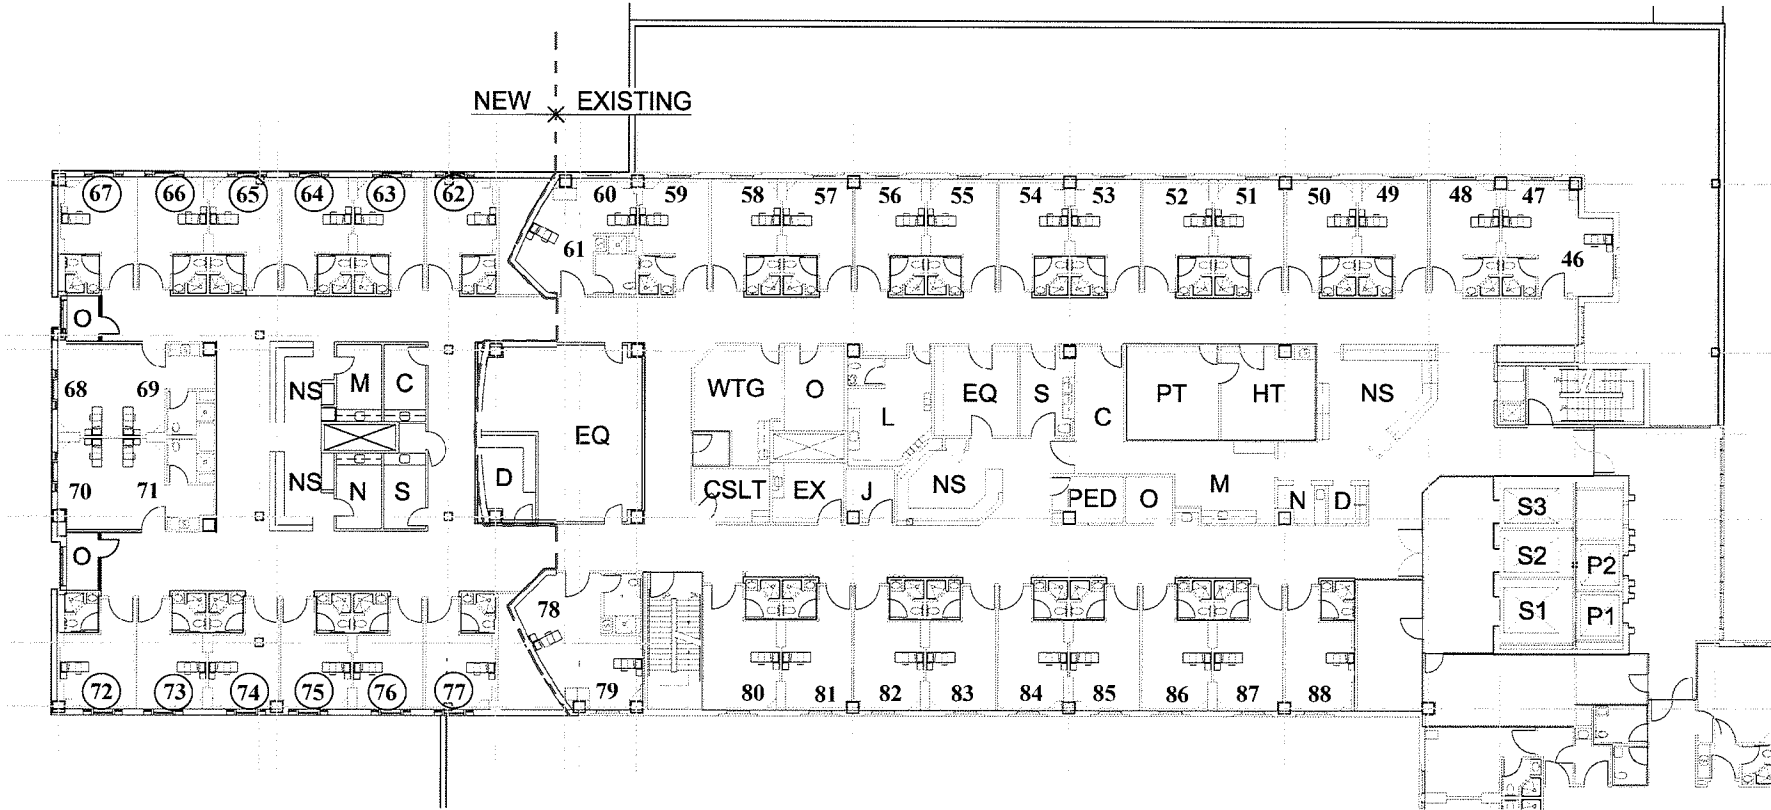 NEW EXISTING
67 66 65 64 63 62 60 59 58 57 56 55 54 53 52 51 50 49 48 47
61 46
O
M C WTG O EQ S PT HT NS
68 69 NS L C
EQ
70 71 NS N S D CSLT EX J NS PED O M N D S3
O S2 P2
78 S1 P1
72 73 74 75 76 77 79 80 81 82 83 84 85 86 87 88